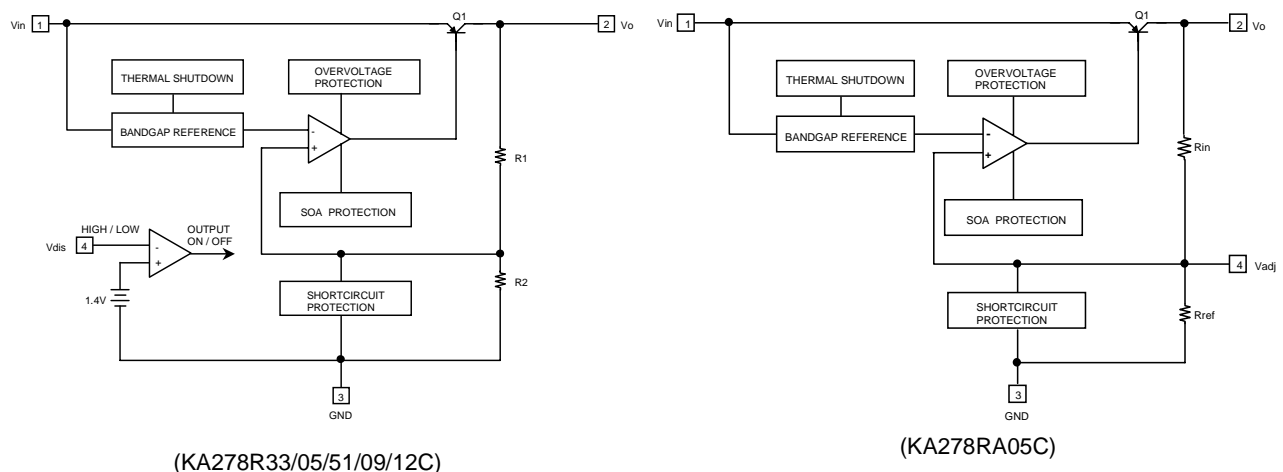 Q1
Vin 1
2 Vo
THERMAL SHUTDOWN
OVERVOLTAGE
PROTECTION
BANDGAP REFERENCE
-
+
R1
SOA PROTECTION
HIGH / LOW
OUTPUT
ON / OFF
Vdis 4
-
+
1.4V
R2
SHORTCIRCUIT
PROTECTION
3
GND
(KA278R33/05/51/09/12C)
Q1
Vin 1
2 Vo
THERMAL SHUTDOWN
OVERVOLTAGE
PROTECTION
BANDGAP REFERENCE
-
+
Rin
SOA PROTECTION
4 Vadj
SHORTCIRCUIT
PROTECTION
Rref
3
GND
(KA278RA05C)